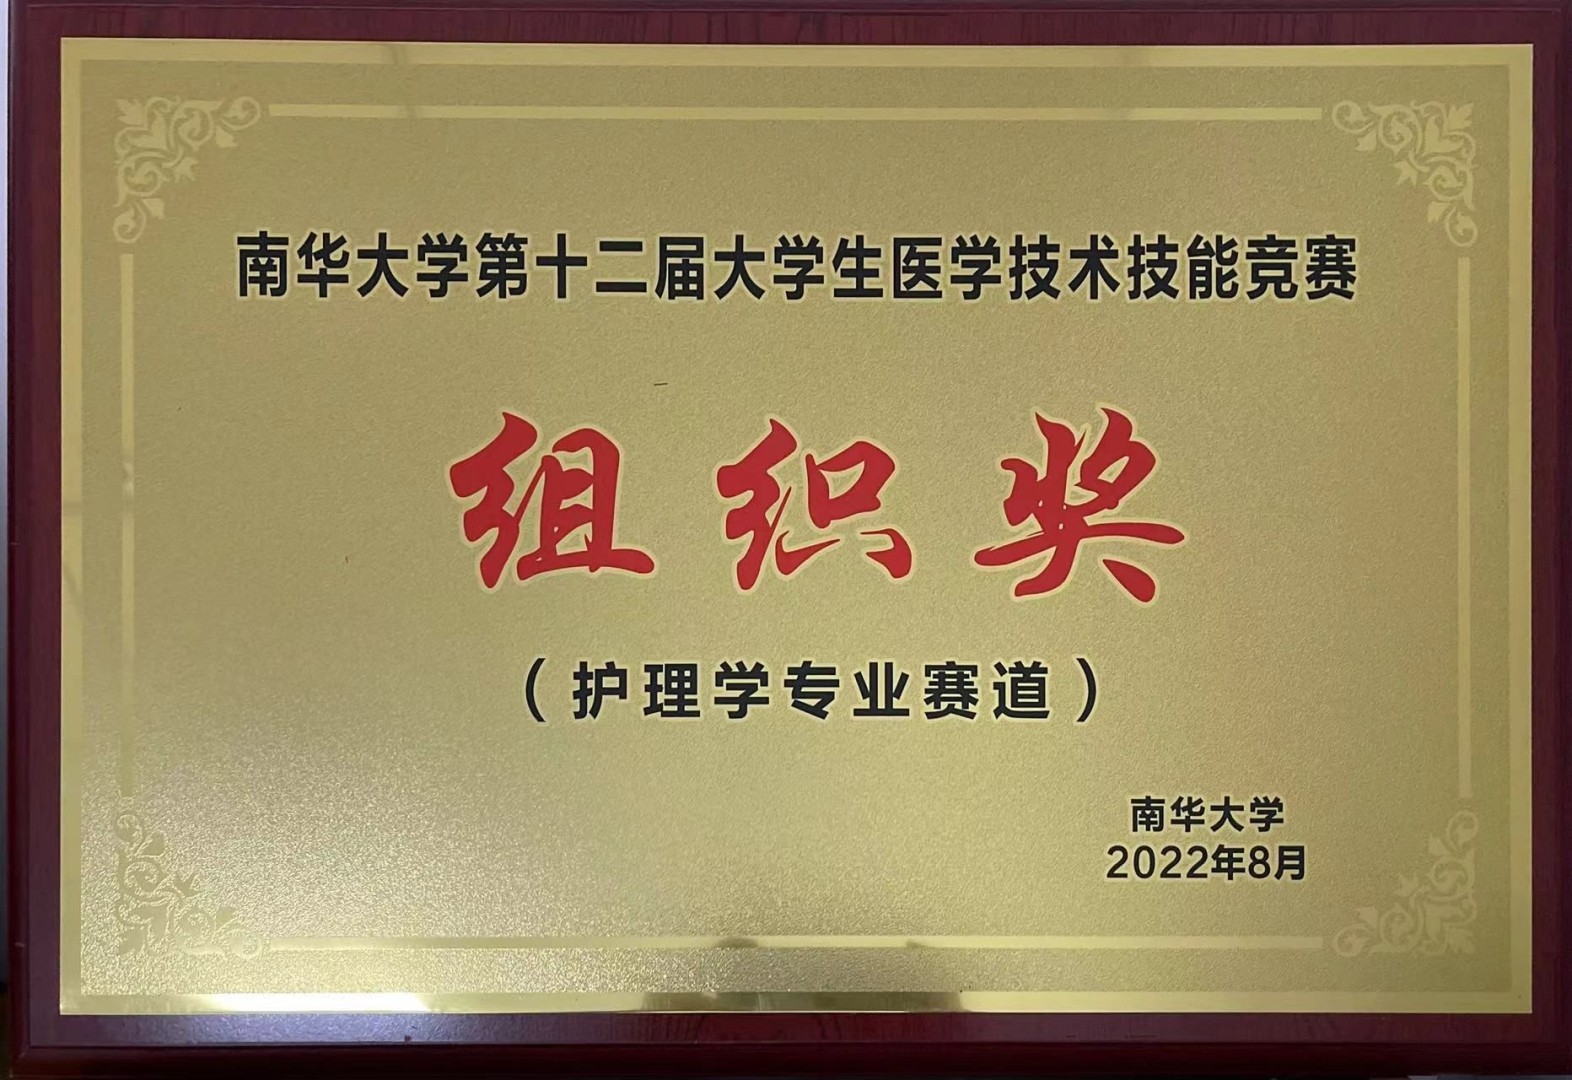 南华大学第十二届大学生医学技术技能竞赛
组织奖
（护理学专业赛道）
南华大学
2022年8月